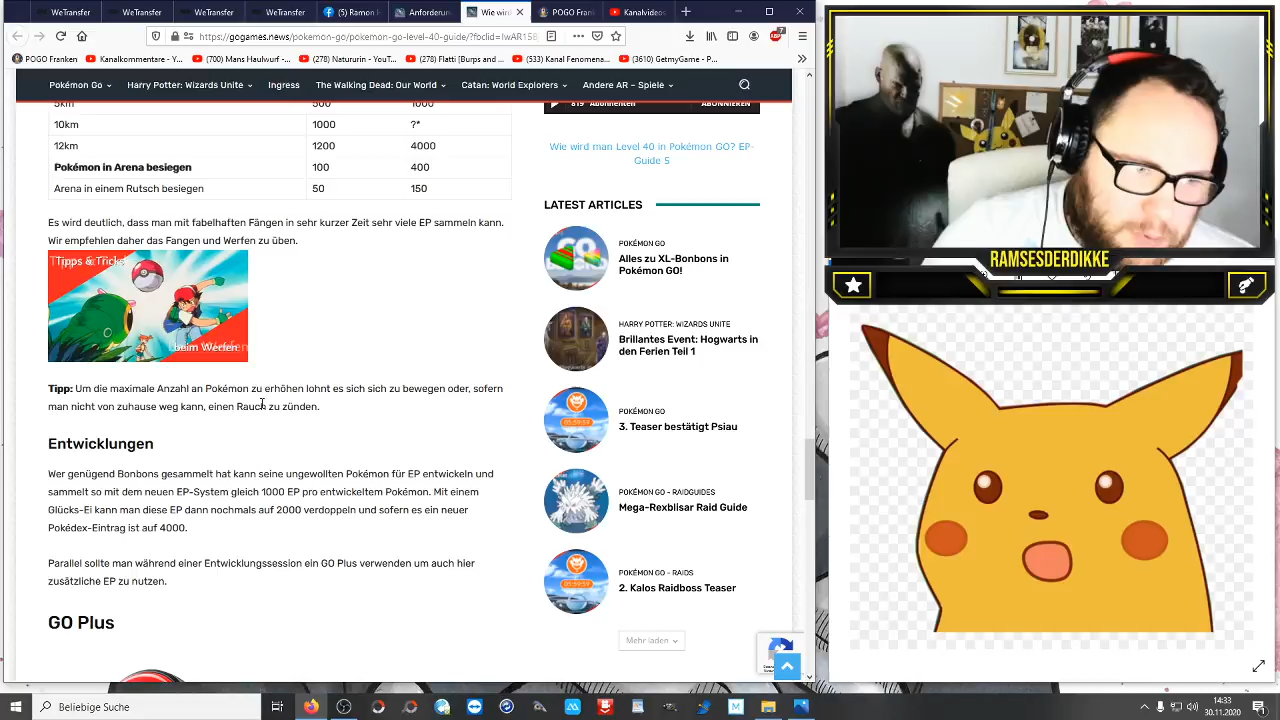 WeTransfer
WeTransfer
WeTransfer
WeTransfer
(5) Ramon
Anforderun
Wie wird
POGO Frank
Kanalvideos
https://gogames.news/pokemon-go/pokemon-level-40-guide/?fbclid=IwAR158
POGO Franken
Kanalkommentare - Y...
(700) Mans Haulwurf -...
(278) Natururin - YouT...
(278) Flatti [Burps and ...
(533) Kanal Fenomena...
(3610) GetmyGame - P...
Pokémon Go
Harry Potter: Wizards Unite
Ingress
The Walking Dead: Our World
Catan: World Explorers
Andere AR – Spiele
5km 500 1000
10km 1000 ?*
12km 1200 4000
Pokémon in Arena besiegen 100 400
Arena in einem Rutsch besiegen 50 150
Es wird deutlich, dass man mit fabelhaften Fängen in sehr kurzer Zeit sehr viele EP sammeln kann.
Wir empfehlen daher das Fangen und Werfen zu üben.
Tipps & Tricks
beim Werfen
Tipp: Um die maximale Anzahl an Pokémon zu erhöhen lohnt es sich sich zu bewegen oder, sofern
man nicht von zuhause weg kann, einen Rauch zu zünden.
Entwicklungen
Wer genügend Bonbons gesammelt hat kann seine ungewollten Pokémon für EP entwickeln und
sammelt so mit dem neuen EP-System gleich 1000 EP pro entwickeltem Pokémon. Mit einem
Glücks-Ei kann man diese EP dann nochmals auf 2000 verdoppeln und sofern es ein neuer
Pokédex-Eintrag ist auf 4000.
Parallel sollte man während einer Entwicklungssession ein GO Plus verwenden um auch hier
zusätzliche EP zu nutzen.
GO Plus
819 Abonnenten
ABONNIEREN
Wie wird man Level 40 in Pokémon GO? EP-
Guide 5
LATEST ARTICLES
POKÉMON GO
Alles zu XL-Bonbons in
Pokémon GO!
HARRY POTTER: WIZARDS UNITE
Brillantes Event: Hogwarts in
den Ferien Teil 1
POKÉMON GO
3. Teaser bestätigt Psiau
POKÉMON GO - RAIDGUIDES
Mega-Rexblisar Raid Guide
POKÉMON GO - RAIDS
2. Kalos Raidboss Teaser
Mehr laden
RAMSESDERDIKKE
Beliebige Suche
14:33
30.11.2020